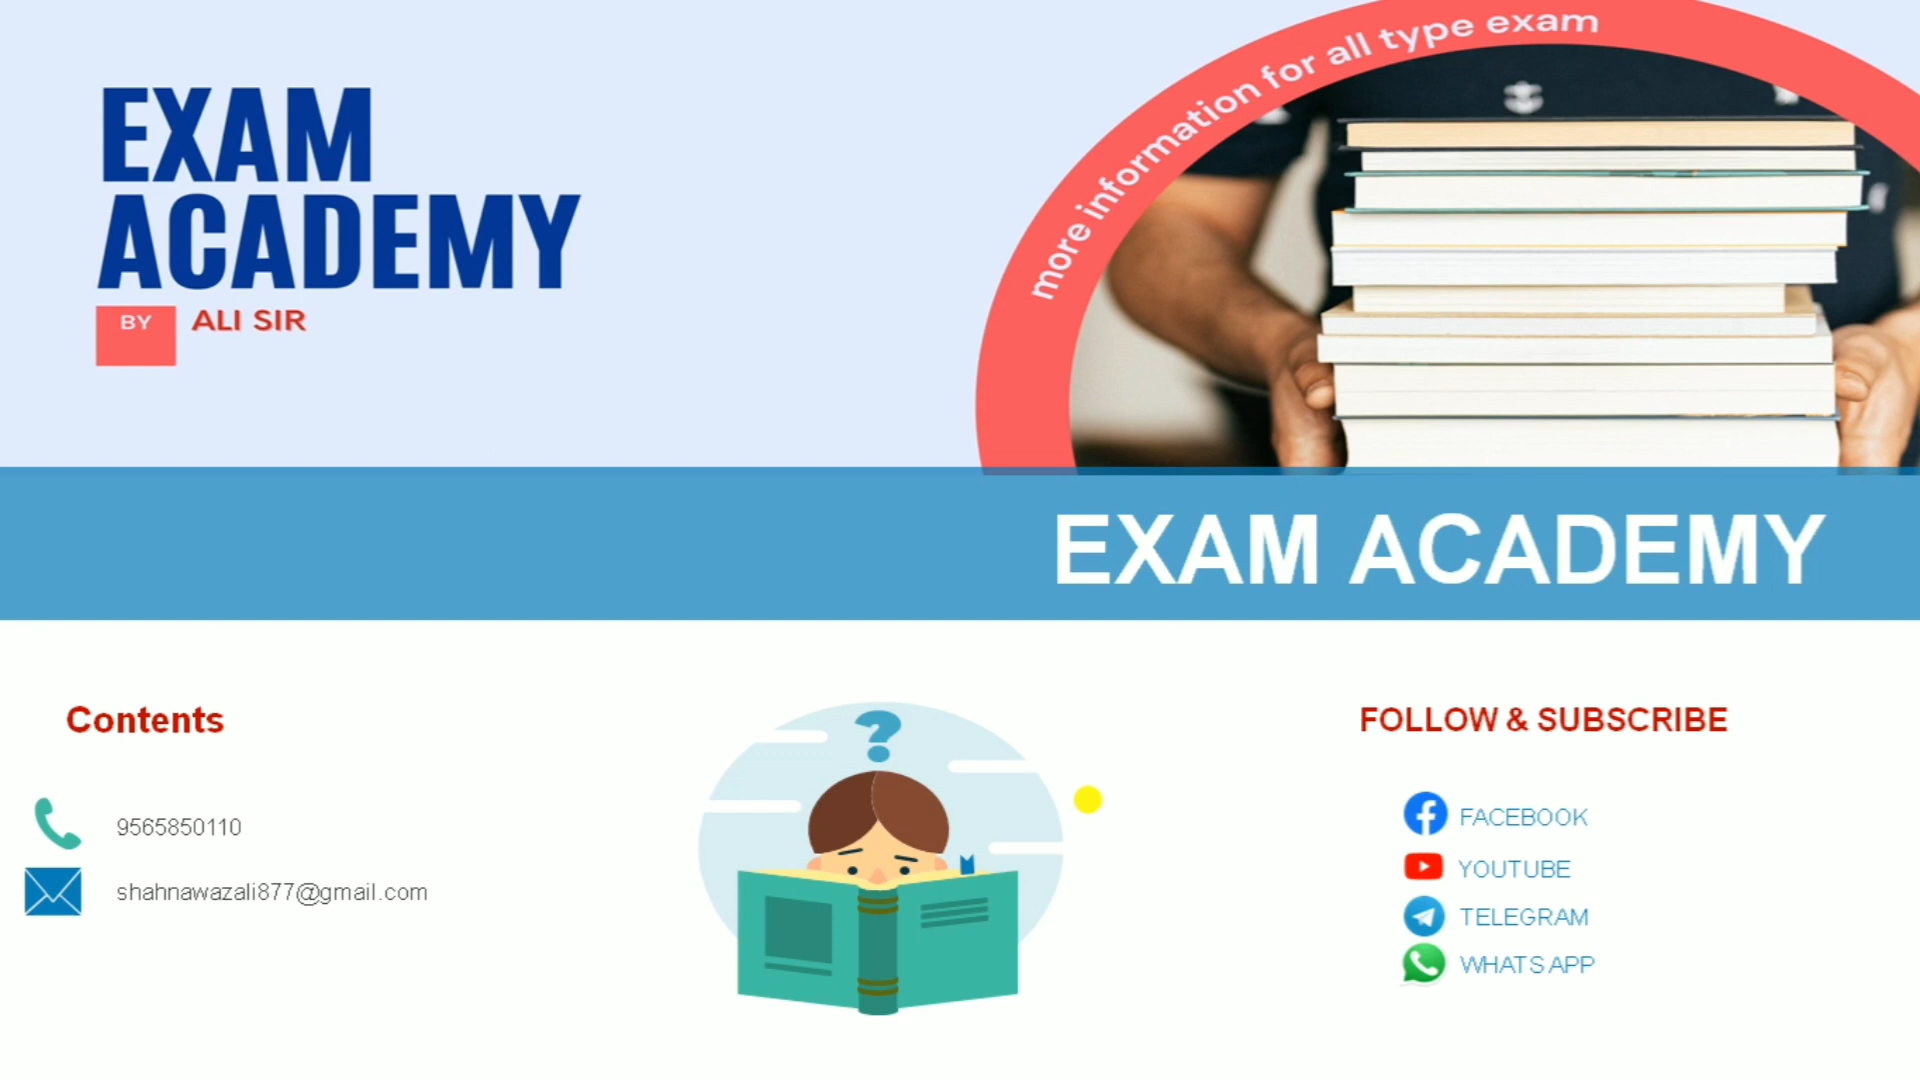 EXAM
ACADEMY
BY ALI SIR
more information for all type exam
EXAM ACADEMY
Contents
9565850110
shahnawazali877@gmail.com
?
FOLLOW & SUBSCRIBE
FACEBOOK
YOUTUBE
TELEGRAM
WHATS APP